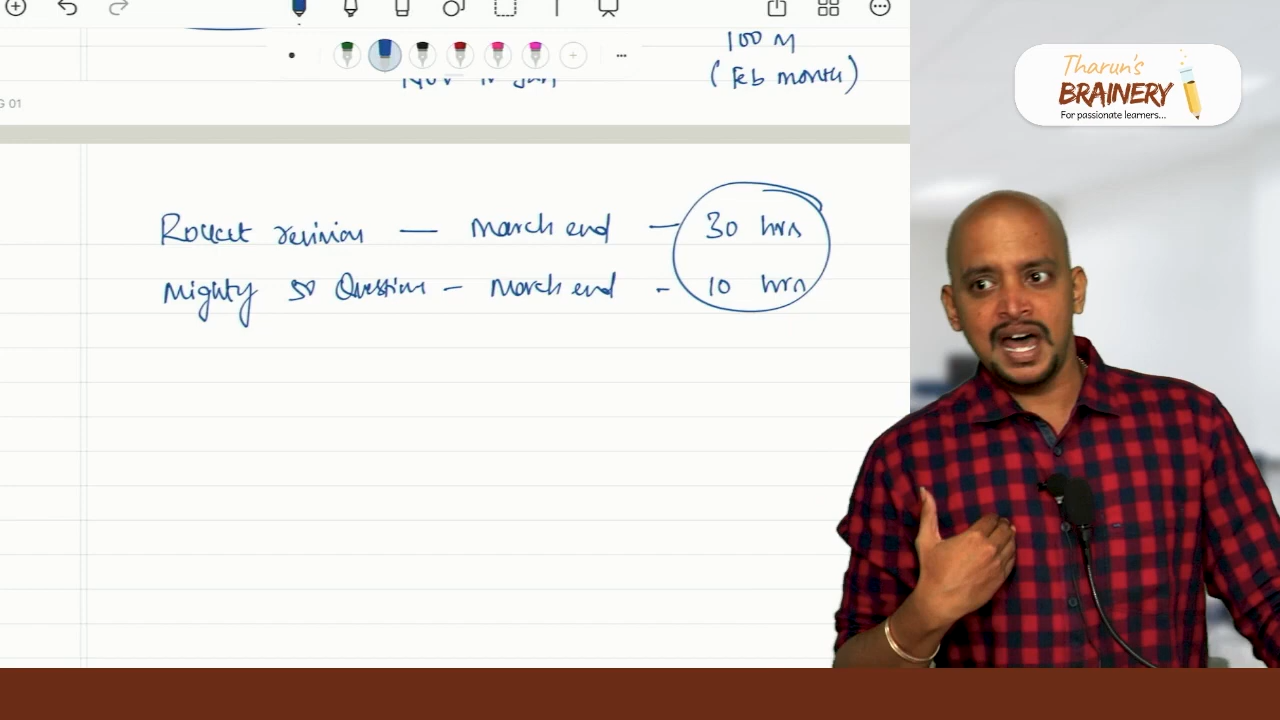 100 M
(Feb month)
G 01
Tharun's
BRAINERY
For passionate learners...
Rocket revision — March end — 30 hrs
Mighty 50 Question - March end - 10 hrs